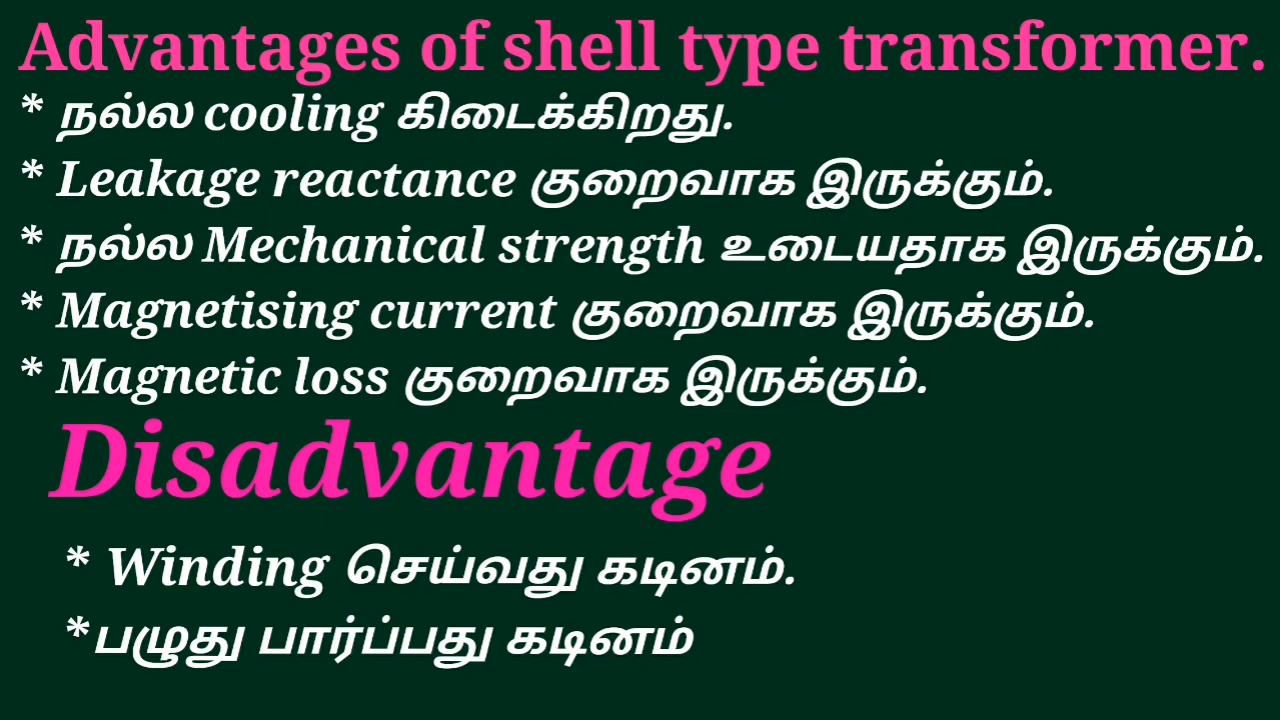 Advantages of shell type transformer.
* நல்ல cooling கிடைக்கிறது.
* Leakage reactance குறைவாக இருக்கும்.
* நல்ல Mechanical strength உடையதாக இருக்கும்.
* Magnetising current குறைவாக இருக்கும்.
* Magnetic loss குறைவாக இருக்கும்.
Disadvantage
* Winding செய்வது கடினம்.
*பழுது பார்ப்பது கடினம்